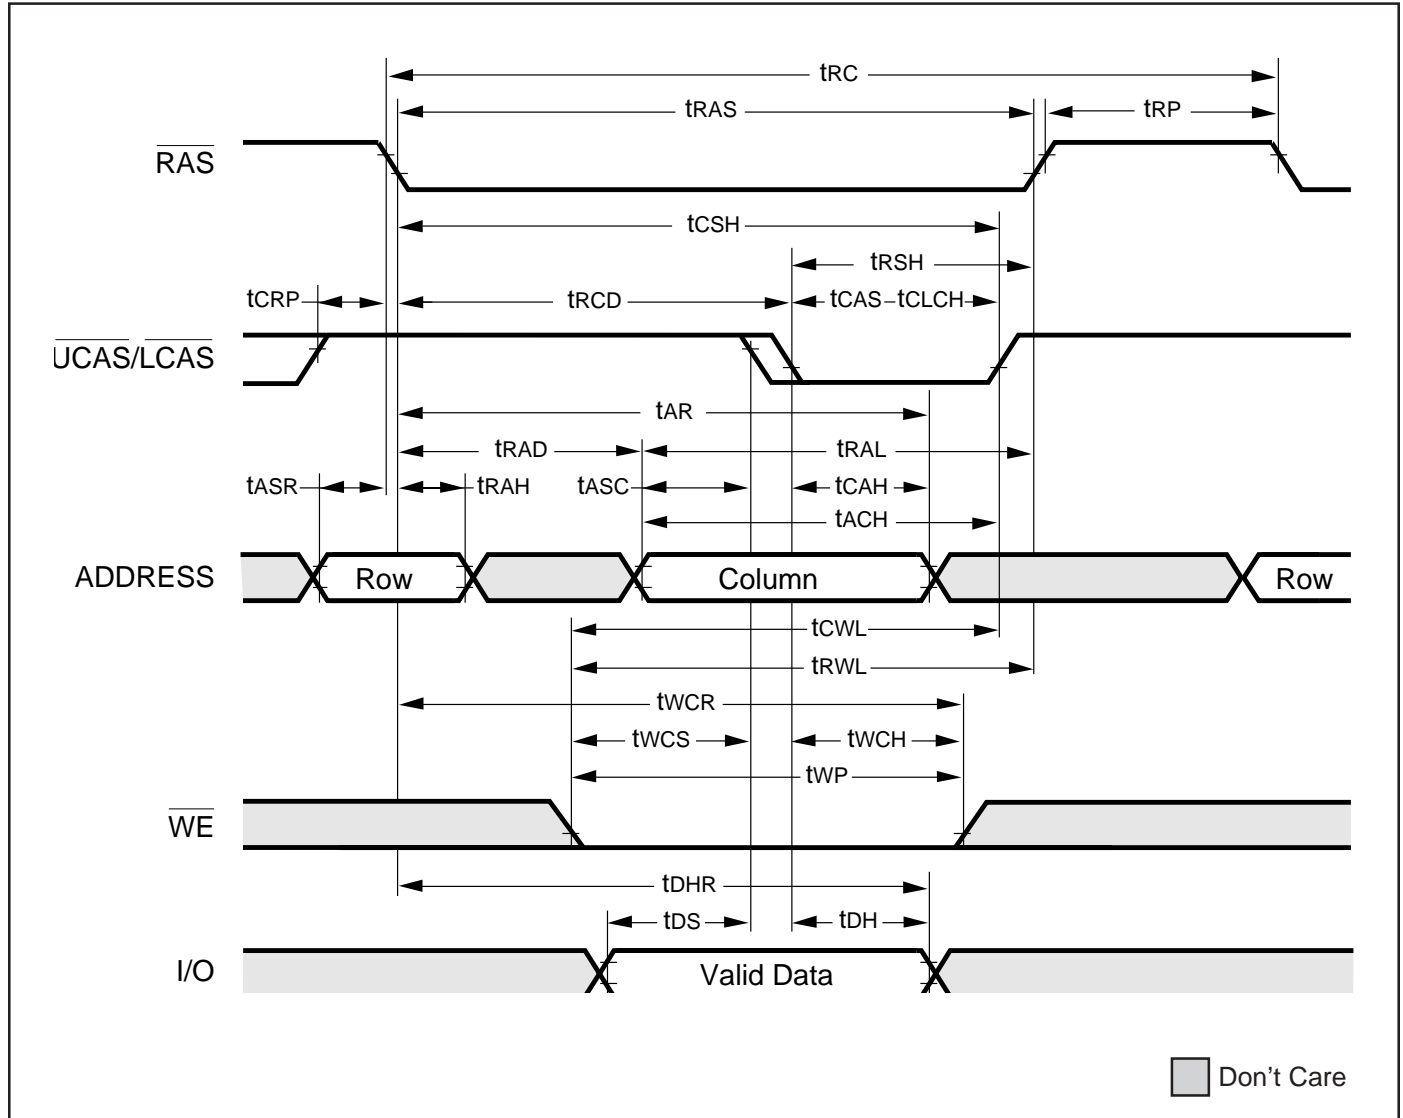 tRC
tRAS
tRP
RAS
tCSH
tRSH
tCRP
tRCD
tCAS tCLCH
UCAS/LCAS
tAR
tRAD
tRAL
tASR
tRAH
tASC
tCAH
tACH
ADDRESS
Row
Column
Row
tCWL
tRWL
tWCR
tWCS
tWCH
tWP
WE
tDHR
tDS
tDH
I/O
Valid Data
Don't Care